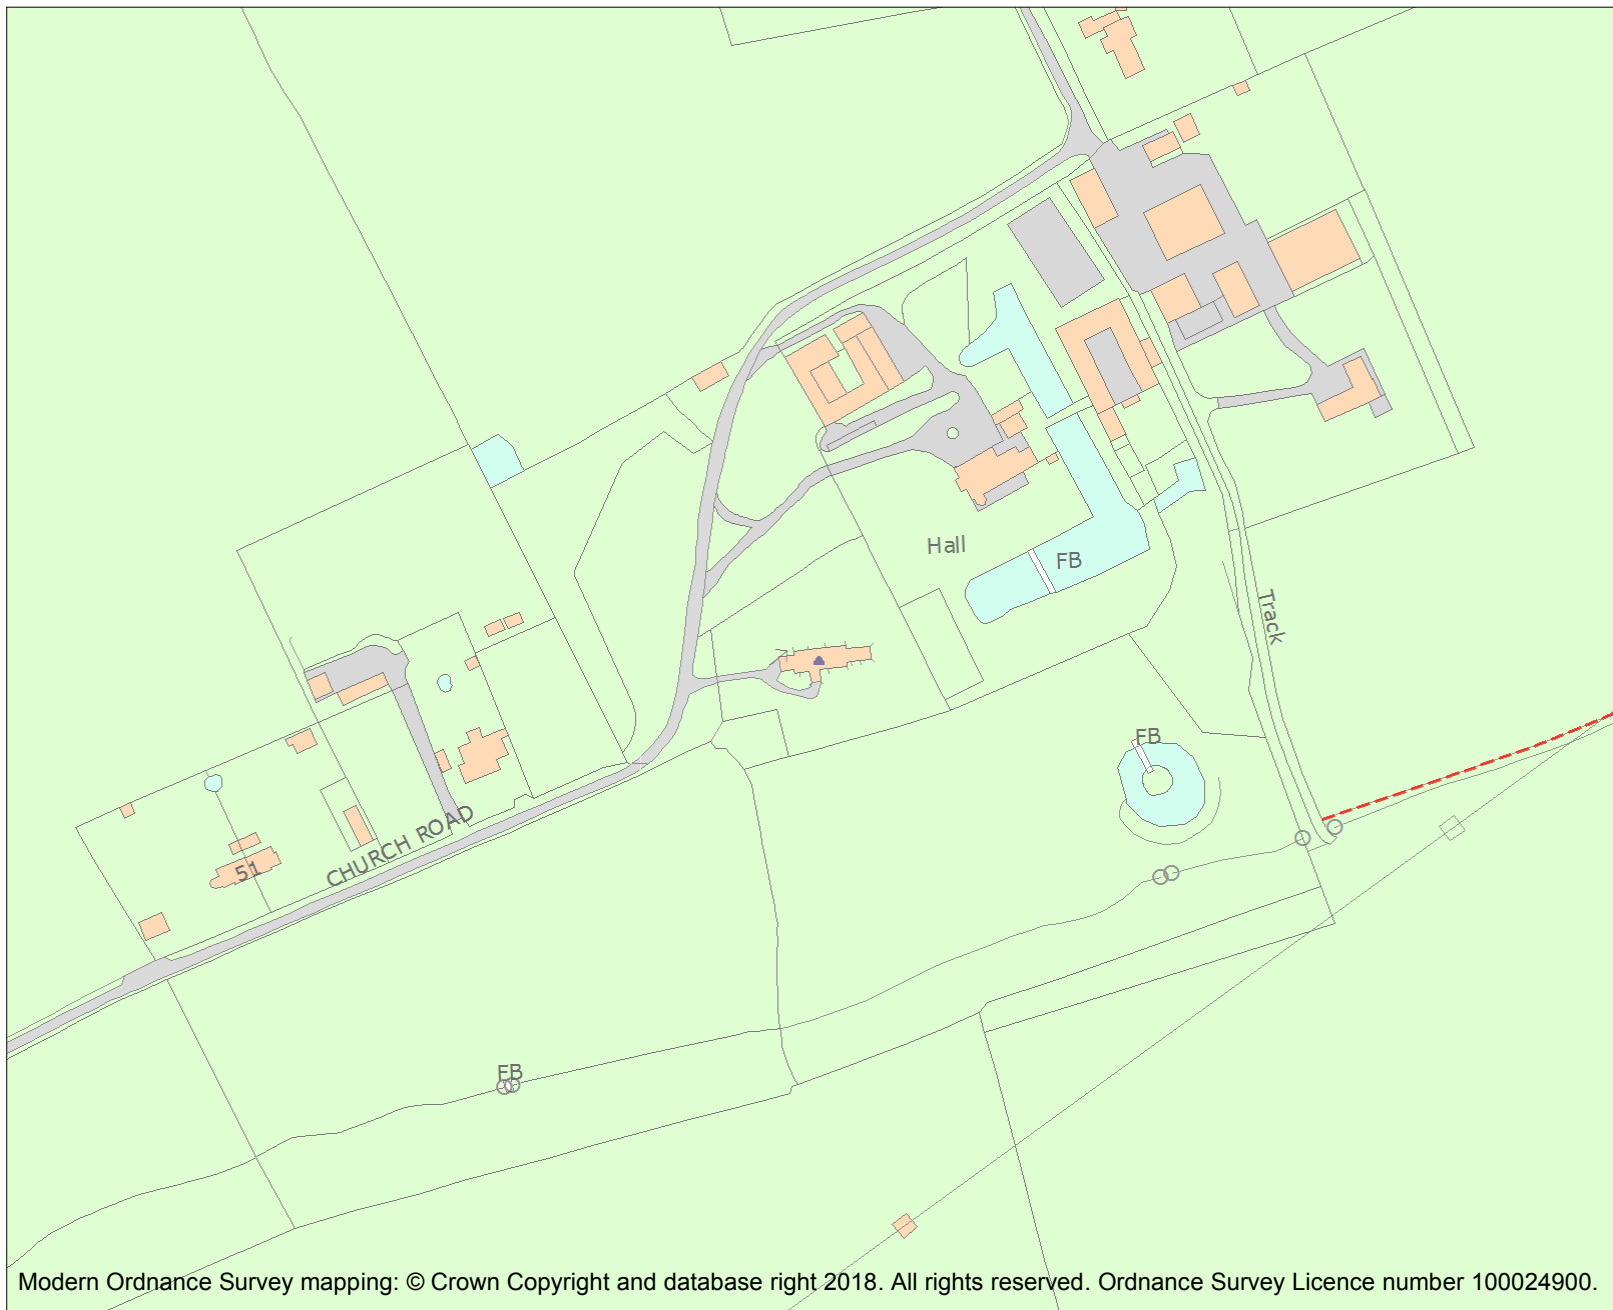 Hall
FB
Track
FB
CHURCH ROAD
51
FB
Modern Ordnance Survey mapping: © Crown Copyright and database right 2018. All rights reserved. Ordnance Survey Licence number 100024900.